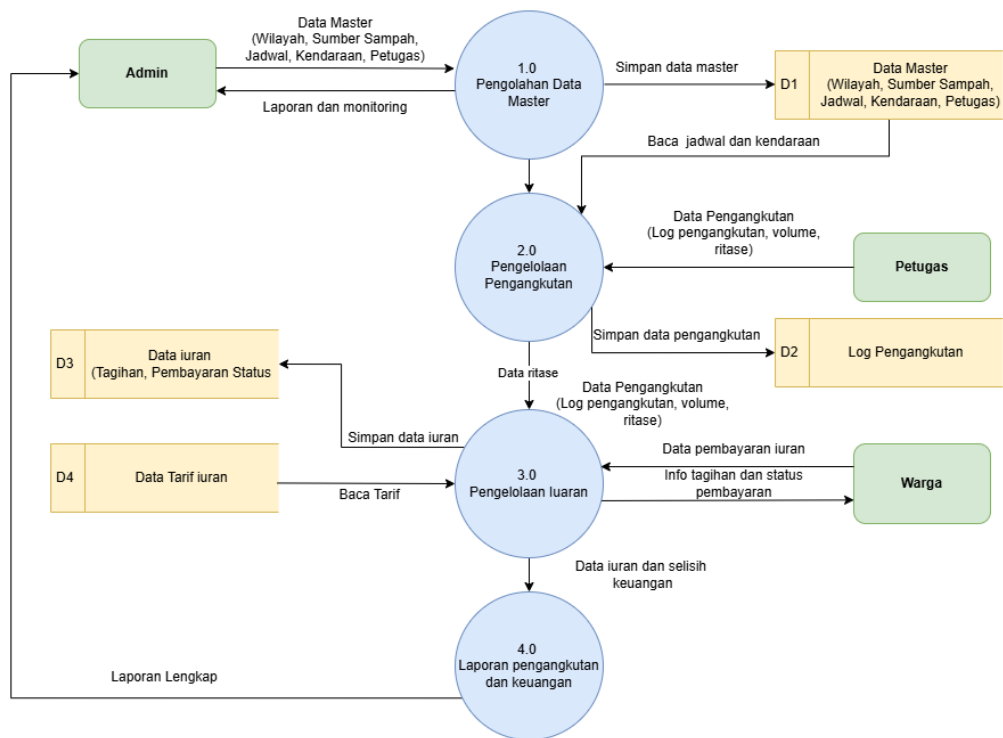 Data Master
(Wilayah, Sumber Sampah,
Jadwal, Kendaraan, Petugas)
Admin
Laporan dan monitoring
1.0
Pengolahan Data
Master
Simpan data master
D1
Data Master
(Wilayah, Sumber Sampah,
Jadwal, Kendaraan, Petugas)
Baca jadwal dan kendaraan
2.0
Pengelolaan
Pengangkutan
Data Pengangkutan
(Log pengangkutan, volume,
ritase)
Petugas
Simpan data pengangkutan
D2
Log Pengangkutan
D3
Data iuran
(Tagihan, Pembayaran Status
Data ritase
Data Pengangkutan
(Log pengangkutan, volume,
ritase)
Simpan data iuran
D4
Data Tarif iuran
Baca Tarif
3.0
Pengelolaan Iuaran
Data pembayaran iuran
Info tagihan dan status
pembayaran
Warga
Data iuran dan selisih
keuangan
4.0
Laporan pengangkutan
dan keuangan
Laporan Lengkap